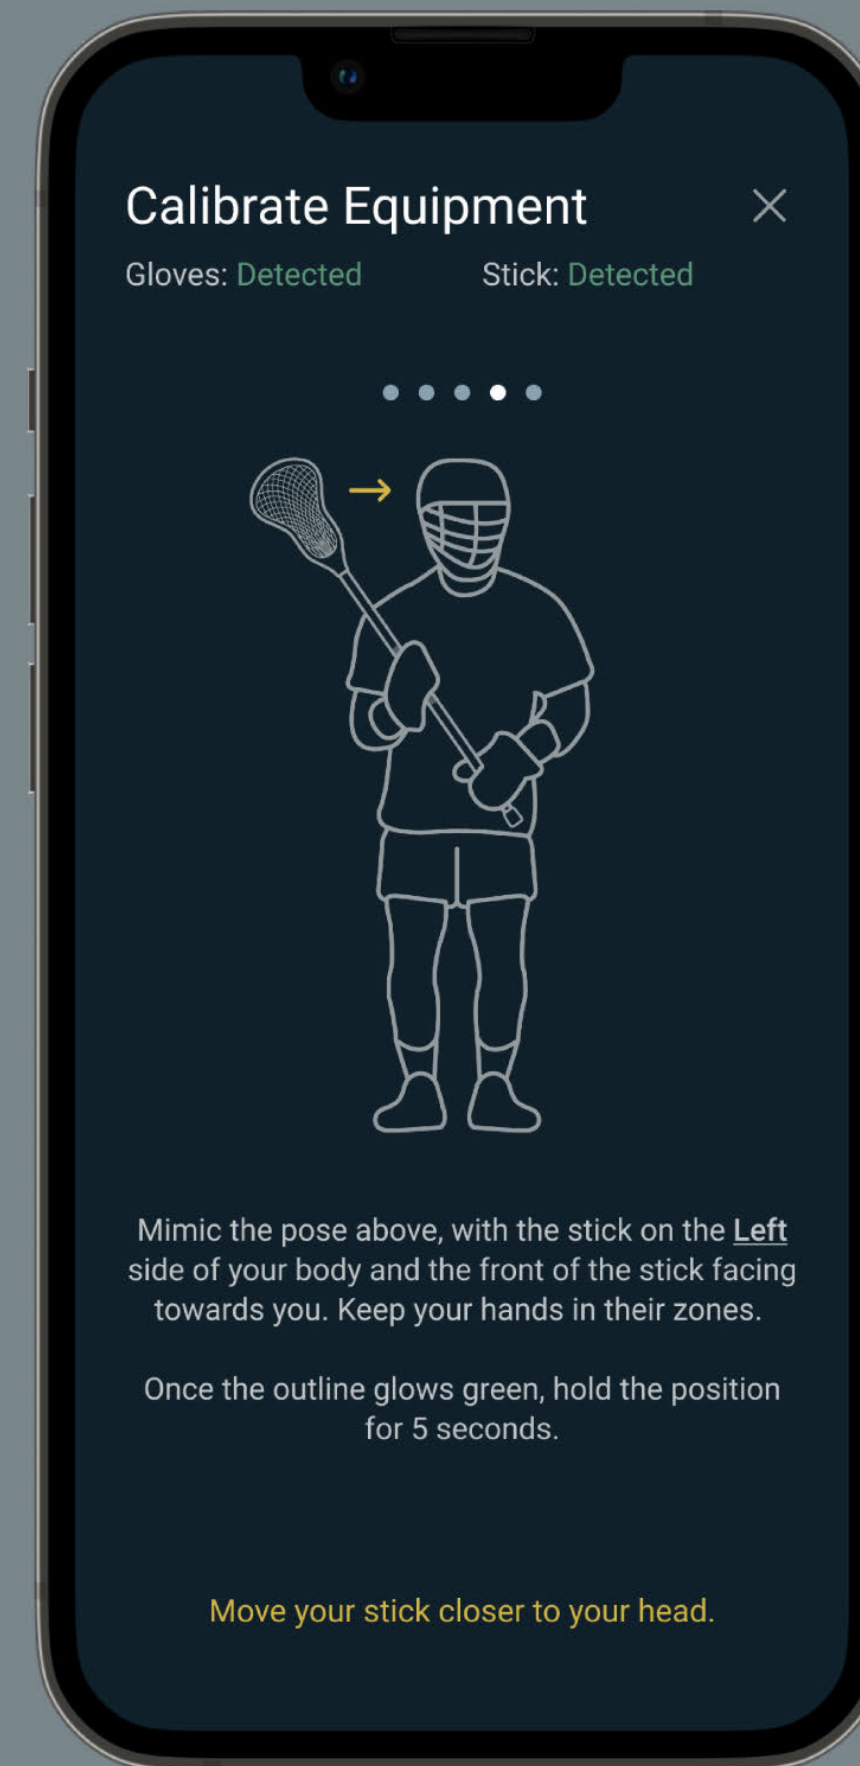 Calibrate Equipment
Gloves: Detected
Stick: Detected
Mimic the pose above, with the stick on the Left
side of your body and the front of the stick facing
towards you. Keep your hands in their zones.
Once the outline glows green, hold the position
for 5 seconds.
Move your stick closer to your head.